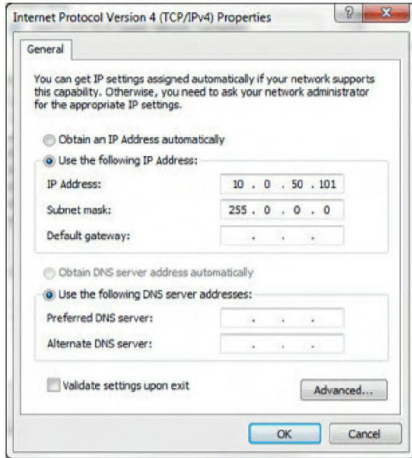 Internet Protocol Version 4 (TCP/IPv4) Properties
General
You can get IP settings assigned automatically if your network supports
this capability. Otherwise, you need to ask your network administrator
for the appropriate IP settings.
Obtain an IP Address automatically
Use the following IP Address:
IP Address: 10 . 0 . 50 . 101
Subnet mask: 255 . 0 . 0 . 0
Default gateway: . . .
Obtain DNS server address automatically
Use the following DNS server addresses:
Preferred DNS server: . . .
Alternate DNS server: . . .
Validate settings upon exit
Advanced...
OK Cancel